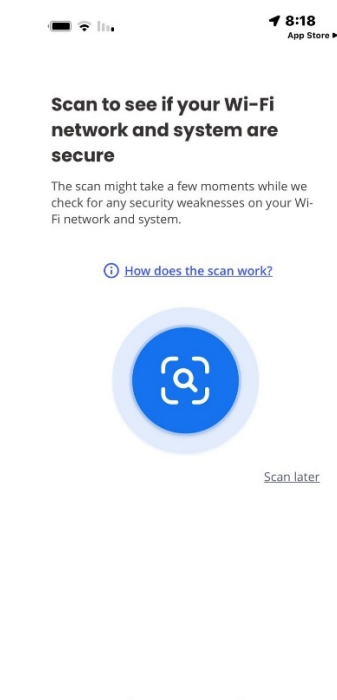 8:18
App Store
Scan to see if your Wi-Fi
network and system are
secure
The scan might take a few moments while we
check for any security weaknesses on your Wi-
Fi network and system.
How does the scan work?
Scan later